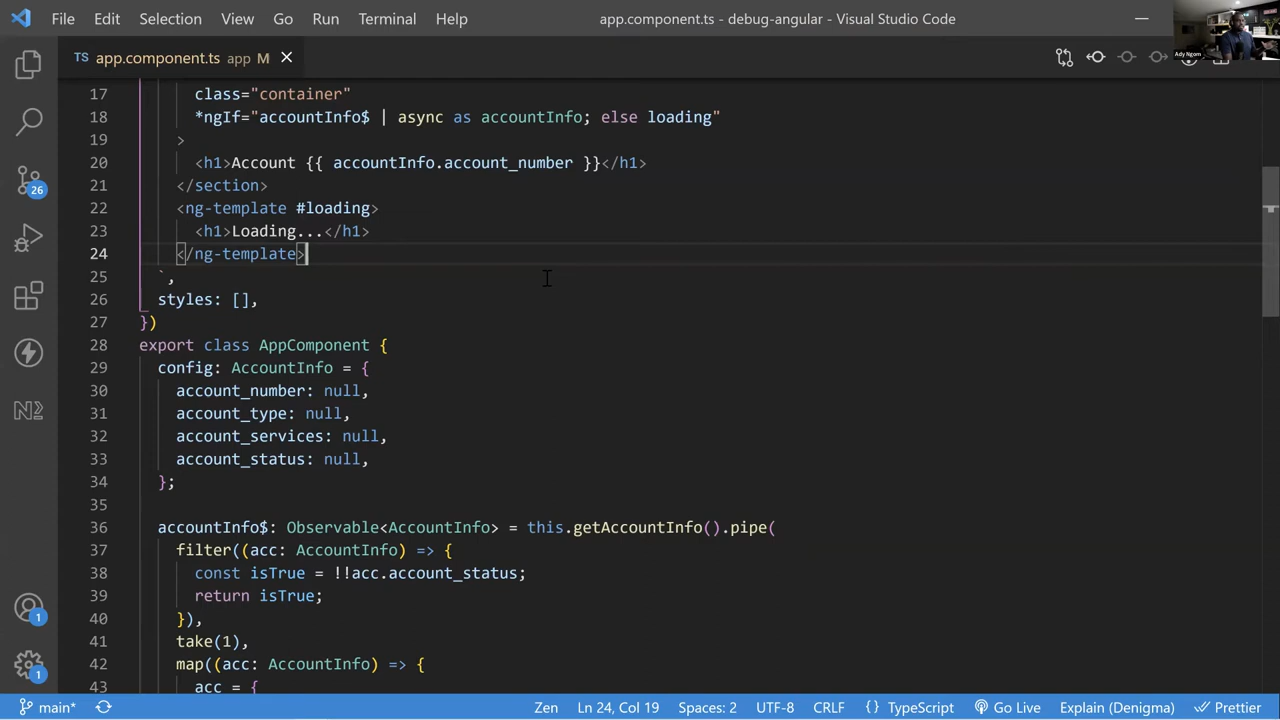 File Edit Selection View Go Run Terminal Help app.component.ts - debug-angular - Visual Studio Code
Ady Ngom
TS app.component.ts app M
17 class="container"
18 *ngIf="accountInfo$ | async as accountInfo; else loading"
19 >
20 <h1>Account {{ accountInfo.account_number }}</h1>
21 </section>
22 <ng-template #loading>
23 <h1>Loading...</h1>
24 </ng-template>
25 `,
26 styles: [],
27 })
28 export class AppComponent {
29 config: AccountInfo = {
30 account_number: null,
31 account_type: null,
32 account_services: null,
33 account_status: null,
34 };
35
36 accountInfo$: Observable<AccountInfo> = this.getAccountInfo().pipe(
37 filter((acc: AccountInfo) => {
38 const isTrue = !!acc.account_status;
39 return isTrue;
40 }),
41 take(1),
42 map((acc: AccountInfo) => {
43 acc = {
26
N2
1
1
main* Zen Ln 24, Col 19 Spaces: 2 UTF-8 CRLF {} TypeScript Go Live Explain (Denigma) Prettier